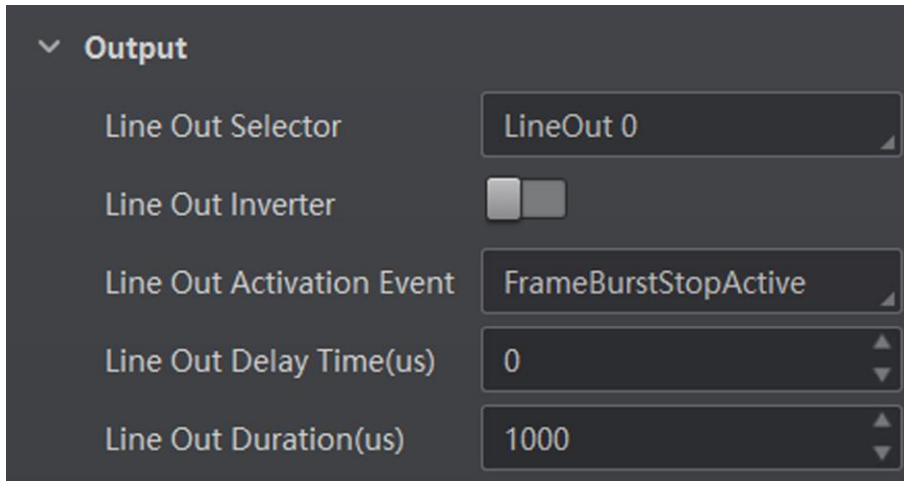 Output
Line Out Selector LineOut 0
Line Out Inverter
Line Out Activation Event FrameBurstStopActive
Line Out Delay Time(us) 0
Line Out Duration(us) 1000